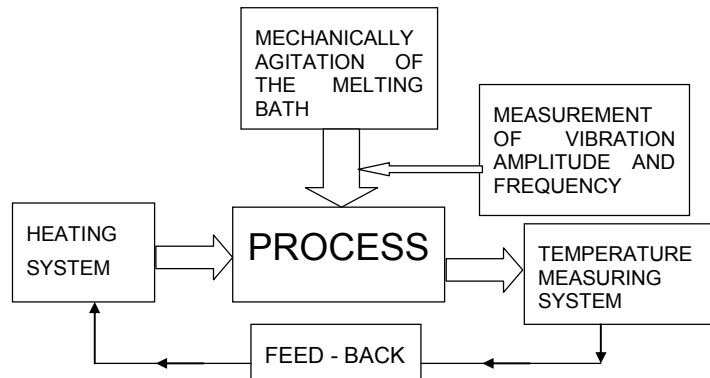 MECHANICALLY
AGITATION OF
THE MELTING
BATH
MEASUREMENT
OF VIBRATION
AMPLITUDE AND
FREQUENCY
HEATING
SYSTEM
PROCESS
TEMPERATURE
MEASURING
SYSTEM
FEED - BACK